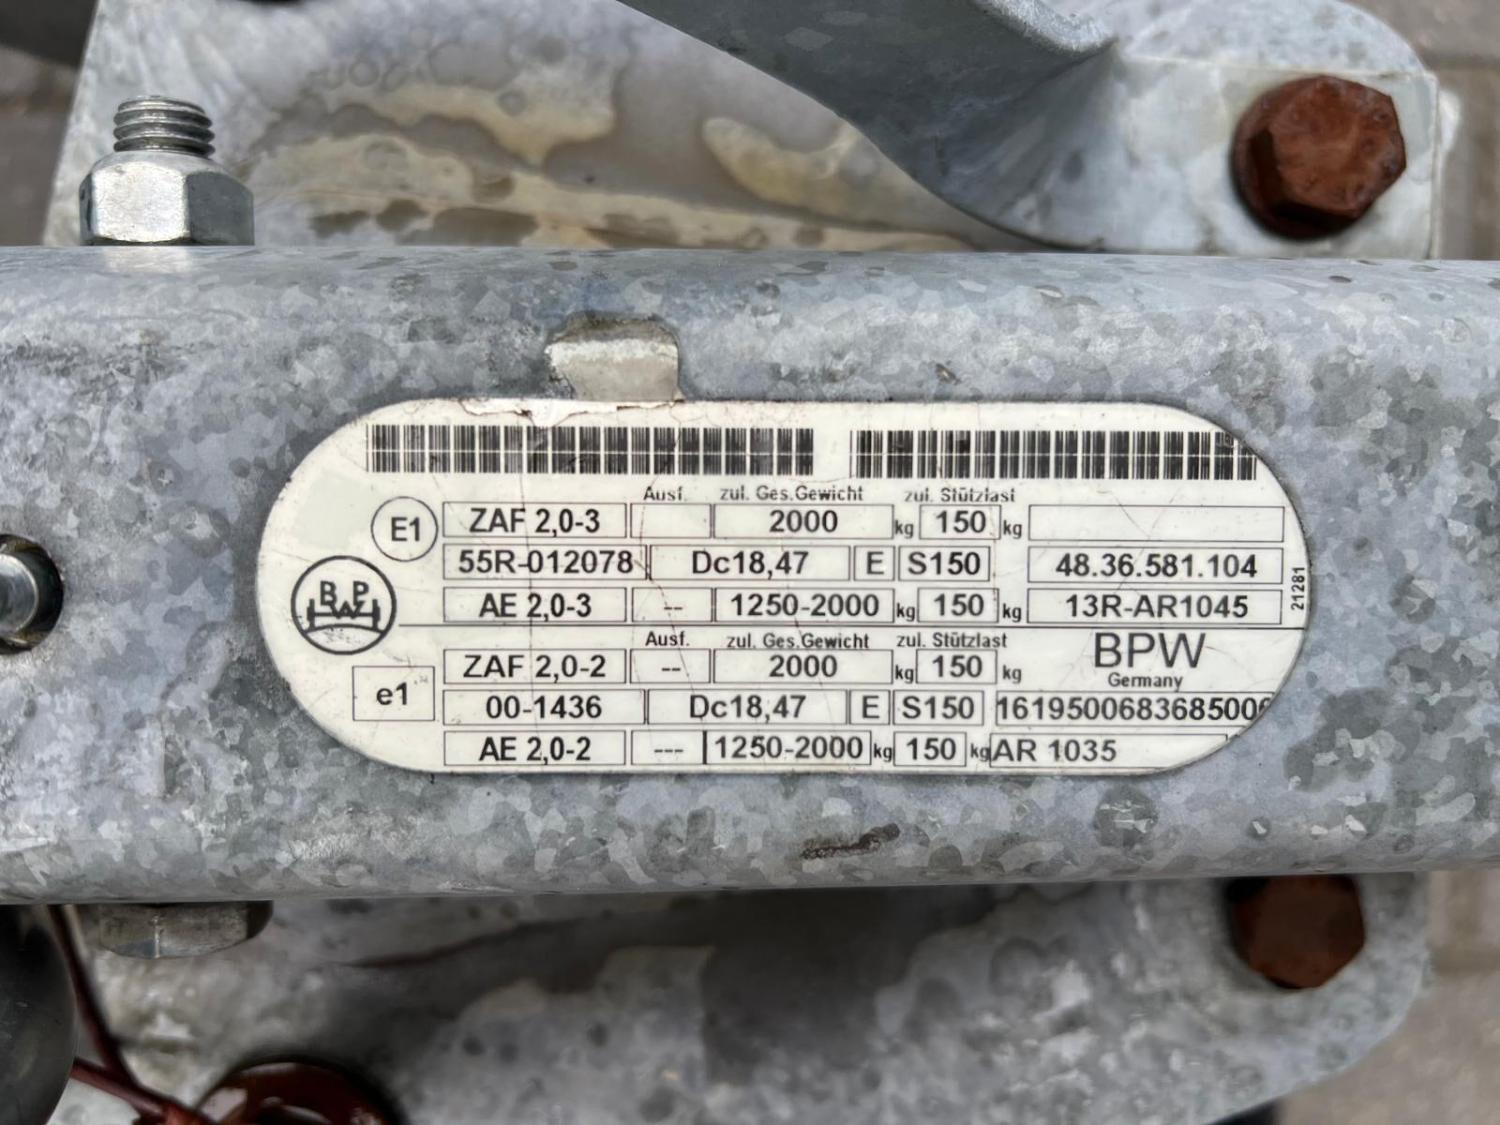 Ausf. zul. Ges.Gewicht zul. Stützlast
E1 ZAF 2,0-3 2000 kg 150 kg
55R-012078 Dc18,47 E S150 48.36.581.104
AE 2,0-3 -- 1250-2000 kg 150 kg 13R-AR1045
21281
BPW
Ausf. zul. Ges.Gewicht zul. Stützlast BPW
ZAF 2,0-2 -- 2000 kg 150 kg Germany
e1 00-1436 Dc18,47 E S150 161950068368500
AE 2,0-2 --- 1250-2000 kg 150 kg AR 1035